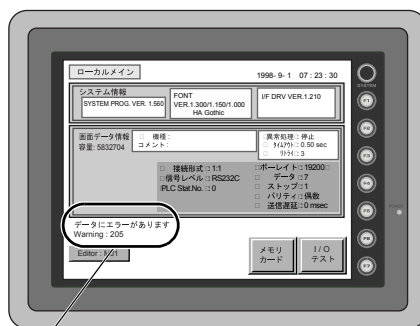 ローカルメイン
1998- 9- 1 07 : 23 : 30
システム情報
SYSTEM PROG. VER. 1.560
FONT
VER.1.300/1.150/1.000
HA Gothic
I/F DRV VER.1.210
画面データ情報
容量: 5832704
機種 :
コメント :
異常処理 : 停止
ﾀｲﾑｱｳﾄ : 0.50 sec
ﾘﾄﾗｲ : 3
接続形式 : 1:1
信号レベル : RS232C
PLC Stat.No. : 0
ボーレイト : 19200
データ : 7
ストップ : 1
パリティ : 偶数
送信遅延 : 0 msec
データにエラーがあります
Warning : 205
Editor : MJ1
メモリ
カード
I / O
テスト
SYSTEM
F1
F2
F3
F4
F5
F6
F7
POWER